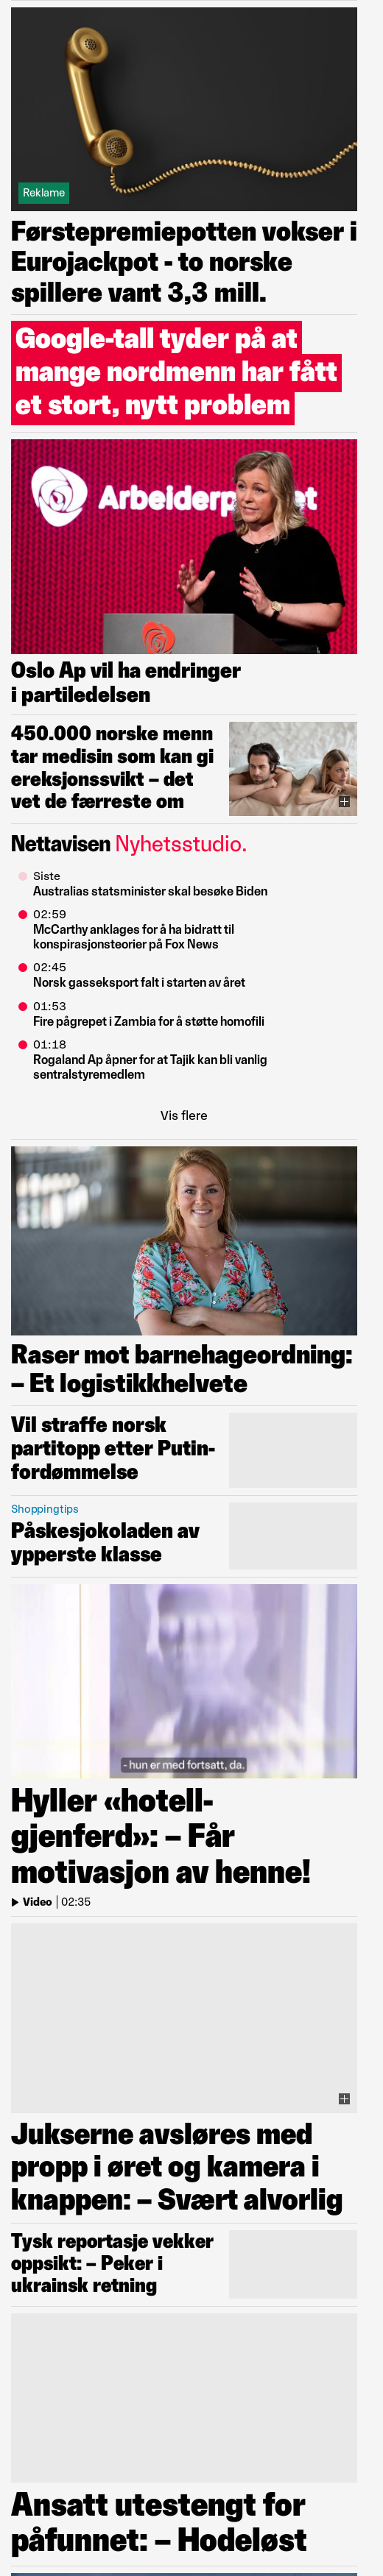 Reklame
Førstepremiepotten vokser i
Eurojackpot - to norske
spillere vant 3,3 mill.
Google-tall tyder på at
mange nordmenn har fått
et stort, nytt problem
Oslo Ap vil ha endringer
i partiledelsen
450.000 norske menn
tar medisin som kan gi
ereksjonssvikt – det
vet de færreste om
Nettavisen Nyhetsstudio.
Siste
Australias statsminister skal besøke Biden
02:59
McCarthy anklages for å ha bidratt til
konspirasjonsteorier på Fox News
02:45
Norsk gasseksport falt i starten av året
01:53
Fire pågrepet i Zambia for å støtte homofili
01:18
Rogaland Ap åpner for at Tajik kan bli vanlig
sentralstyremedlem
Vis flere
Raser mot barnehageordning:
– Et logistikkhelvete
Vil straffe norsk
partitopp etter Putin-
fordømmelse
Shoppingtips
Påskesjokoladen av
ypperste klasse
- hun er med fortsatt, da.
Hyller «hotell-
gjenferd»: – Får
motivasjon av henne!
Video | 02:35
Jukserne avsløres med
propp i øret og kamera i
knappen: – Svært alvorlig
Tysk reportasje vekker
oppsikt: – Peker i
ukrainsk retning
Ansatt utestengt for
påfunnet: – Hodeløst